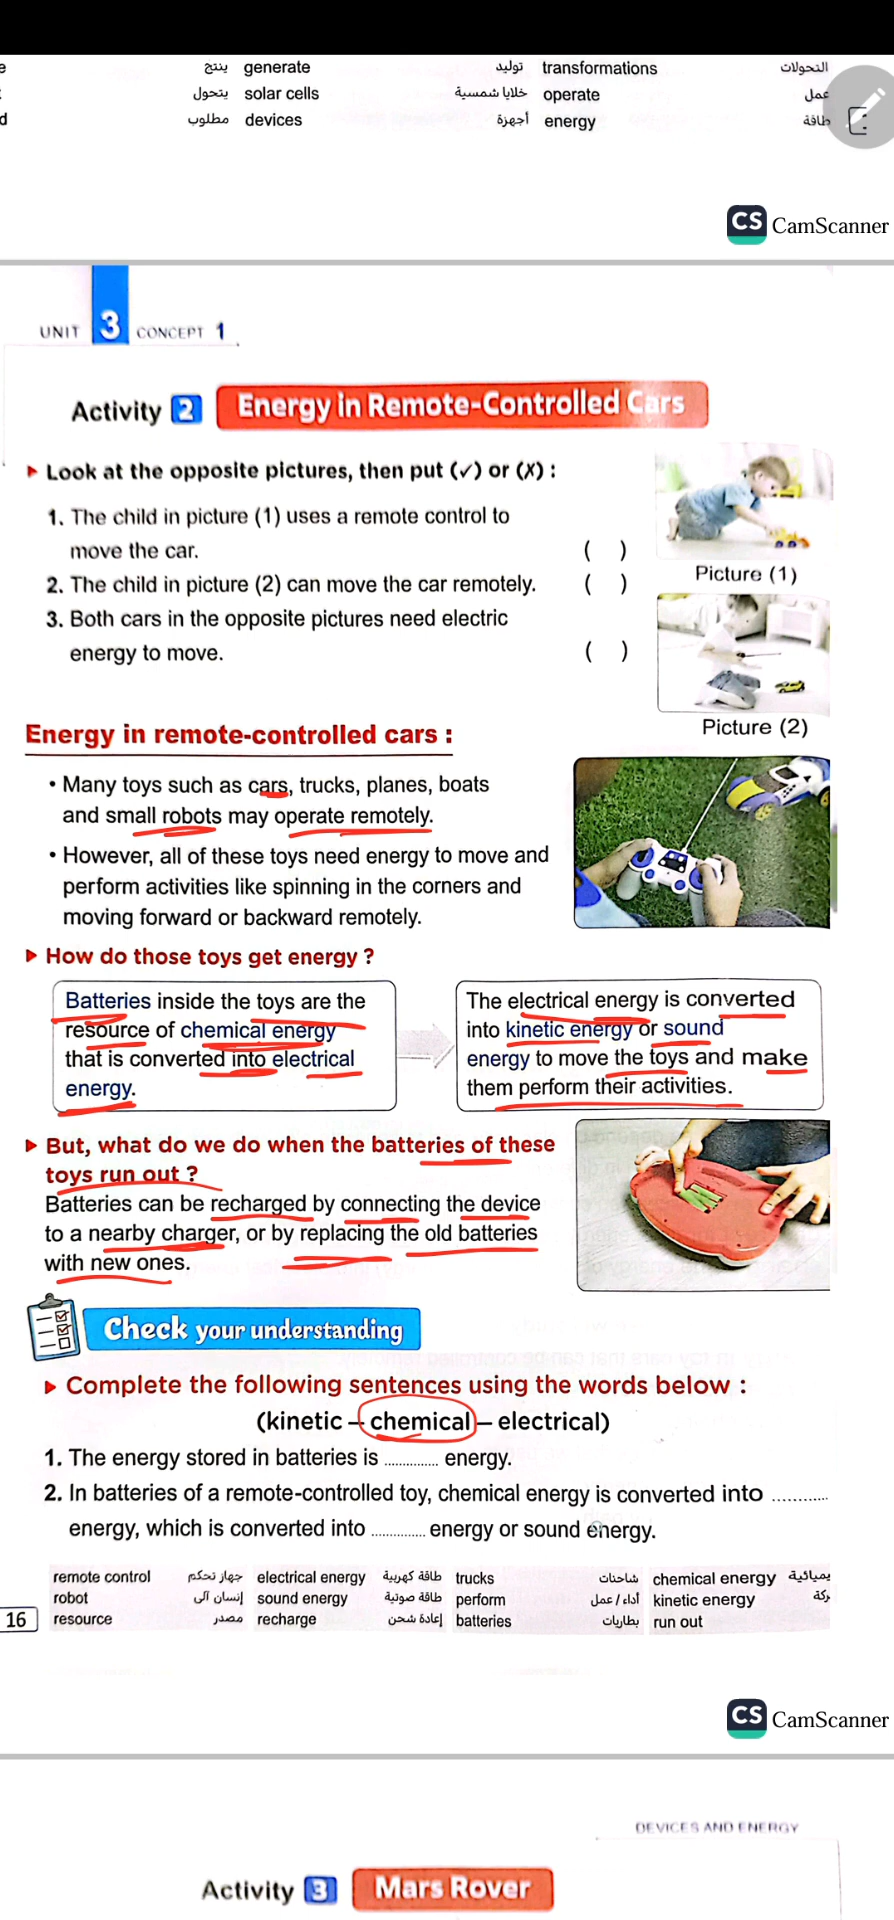 generate ينتج transformations توليد التحولات
solar cells يتحول operate خلايا شمسية عمل
d devices مطلوب energy أجهزة طاقة
CS CamScanner
UNIT 3 CONCEPT 1
Activity 2 Energy in Remote-Controlled Cars
Look at the opposite pictures, then put (✓) or (✗) :
1. The child in picture (1) uses a remote control to
move the car. ( )
Picture (1)
2. The child in picture (2) can move the car remotely. ( )
3. Both cars in the opposite pictures need electric
energy to move. ( )
Picture (2)
Energy in remote-controlled cars :
• Many toys such as cars, trucks, planes, boats
and small robots may operate remotely.
• However, all of these toys need energy to move and
perform activities like spinning in the corners and
moving forward or backward remotely.
How do those toys get energy ?
Batteries inside the toys are the
resource of chemical energy
that is converted into electrical
energy.
The electrical energy is converted
into kinetic energy or sound
energy to move the toys and make
them perform their activities.
But, what do we do when the batteries of these
toys run out ?
Batteries can be recharged by connecting the device
to a nearby charger, or by replacing the old batteries
with new ones.
Check your understanding
Complete the following sentences using the words below :
(kinetic – chemical – electrical)
1. The energy stored in batteries is .............. energy.
2. In batteries of a remote-controlled toy, chemical energy is converted into ............
energy, which is converted into .............. energy or sound energy.
remote control جهاز تحكم electrical energy طاقة كهربية trucks شاحنات chemical energy
robot إنسان آلى sound energy طاقة صوتية perform أداء / عمل kinetic energy
16 resource مصدر recharge إعادة شحن batteries بطاريات run out
CS CamScanner
DEVICES AND ENERGY
Activity 3 Mars Rover